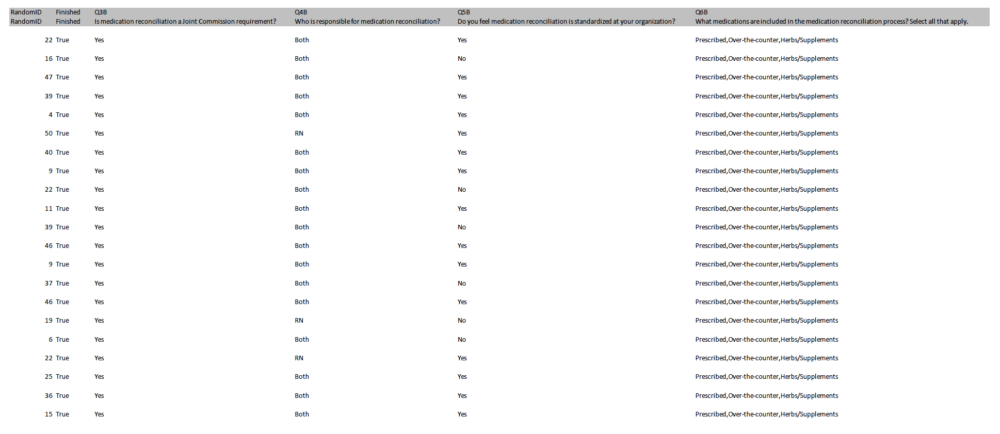 RandomID Finished Q3B Q4B Q5B Q6B
RandomID Finished Is medication reconciliation a Joint Commission requirement? Who is responsible for medication reconciliation? Do you feel medication reconciliation is standardized at your organization? What medications are included in the medication reconciliation process? Select all that apply.
22 True Yes Both Yes Prescribed,Over-the-counter,Herbs/Supplements
16 True Yes Both No Prescribed,Over-the-counter,Herbs/Supplements
47 True Yes Both Yes Prescribed,Over-the-counter,Herbs/Supplements
39 True Yes Both Yes Prescribed,Over-the-counter,Herbs/Supplements
4 True Yes Both Yes Prescribed,Over-the-counter,Herbs/Supplements
50 True Yes RN Yes Prescribed,Over-the-counter,Herbs/Supplements
40 True Yes Both Yes Prescribed,Over-the-counter,Herbs/Supplements
9 True Yes Both Yes Prescribed,Over-the-counter,Herbs/Supplements
22 True Yes Both No Prescribed,Over-the-counter,Herbs/Supplements
11 True Yes Both Yes Prescribed,Over-the-counter,Herbs/Supplements
39 True Yes Both No Prescribed,Over-the-counter,Herbs/Supplements
46 True Yes Both Yes Prescribed,Over-the-counter,Herbs/Supplements
9 True Yes Both Yes Prescribed,Over-the-counter,Herbs/Supplements
37 True Yes Both No Prescribed,Over-the-counter,Herbs/Supplements
46 True Yes Both Yes Prescribed,Over-the-counter,Herbs/Supplements
19 True Yes RN No Prescribed,Over-the-counter,Herbs/Supplements
6 True Yes Both No Prescribed,Over-the-counter,Herbs/Supplements
22 True Yes RN Yes Prescribed,Over-the-counter,Herbs/Supplements
25 True Yes Both Yes Prescribed,Over-the-counter,Herbs/Supplements
36 True Yes Both Yes Prescribed,Over-the-counter,Herbs/Supplements
15 True Yes Both Yes Prescribed,Over-the-counter,Herbs/Supplements